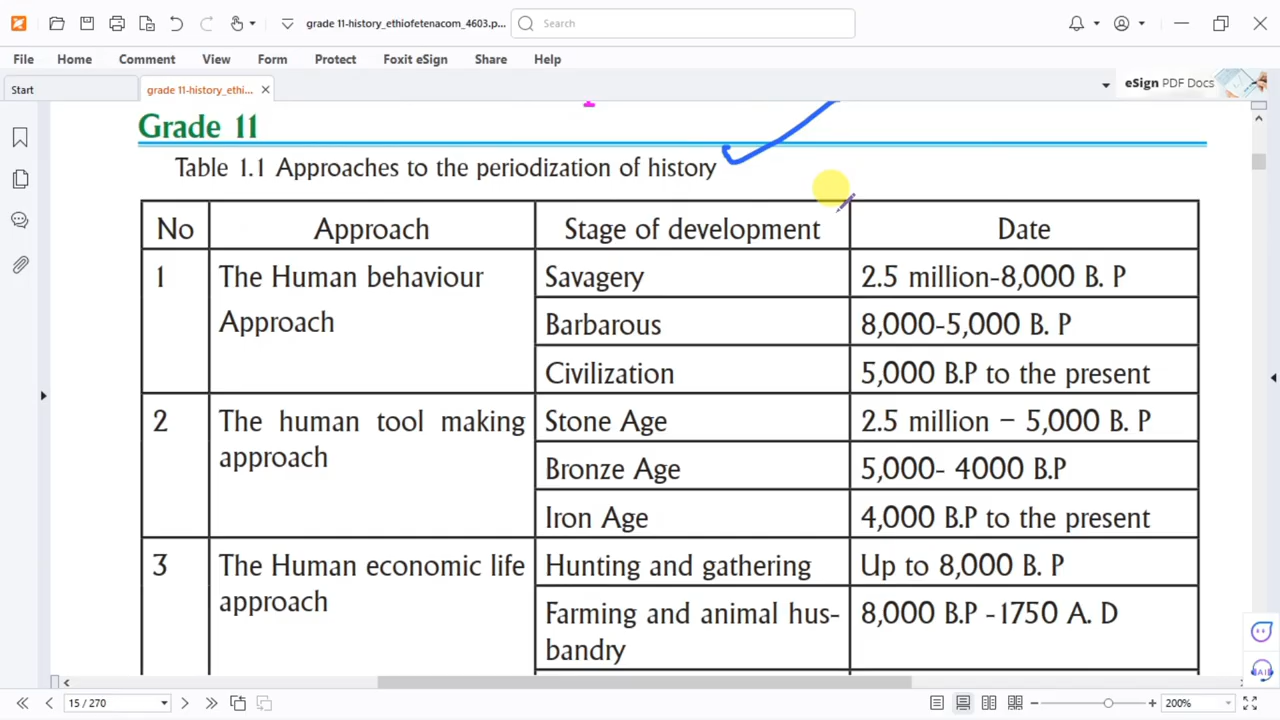 grade 11-history_ethiofetenacom_4603.p...
Search
File Home Comment View Form Protect Foxit eSign Share Help
Start
grade 11-history_ethi...
eSign PDF Docs
Grade 11
Table 1.1 Approaches to the periodization of history
No Approach Stage of development Date
1 The Human behaviour Savagery 2.5 million-8,000 B. P
Approach Barbarous 8,000-5,000 B. P
Civilization 5,000 B.P to the present
2 The human tool making Stone Age 2.5 million – 5,000 B. P
approach Bronze Age 5,000- 4000 B.P
Iron Age 4,000 B.P to the present
3 The Human economic life Hunting and gathering Up to 8,000 B. P
approach Farming and animal hus- 8,000 B.P -1750 A. D
bandry
15 / 270
200%